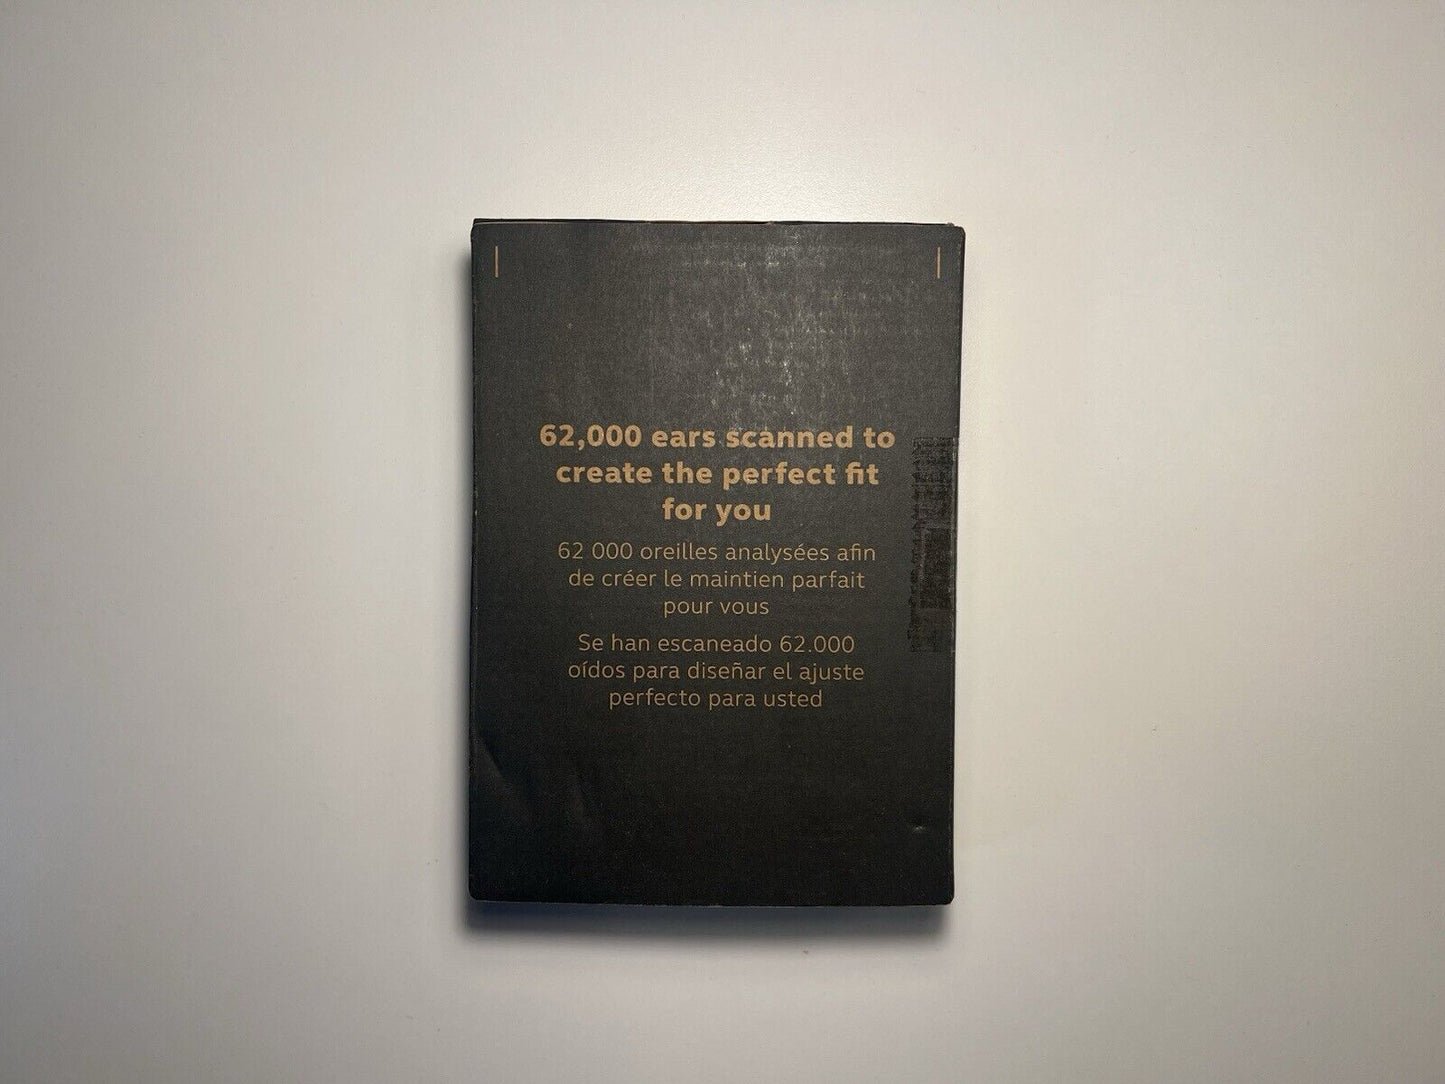 62,000 ears scanned to
create the perfect fit
for you
62 000 oreilles analysées afin
de créer le maintien parfait
pour vous
Se han escaneado 62.000
oídos para diseñar el ajuste
perfecto para usted